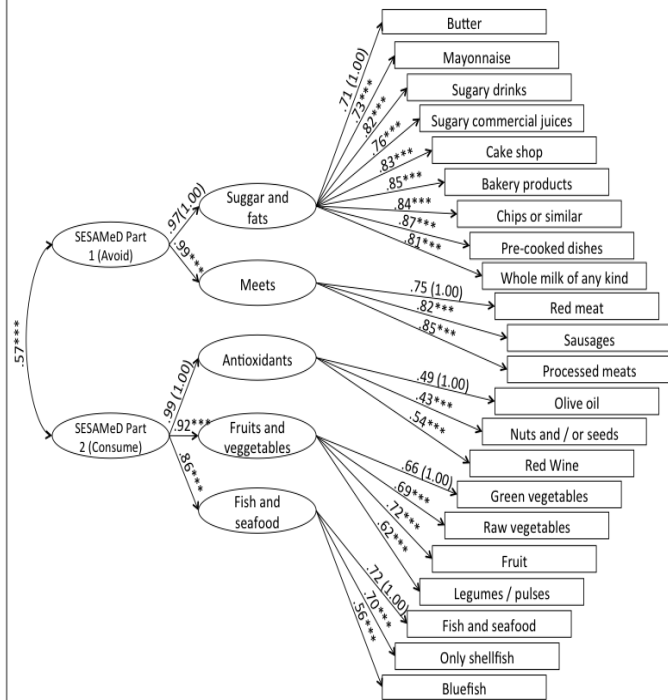 Butter
Mayonnaise
Sugary drinks
Sugary commercial juices
Cake shop
Bakery products
Chips or similar
Pre-cooked dishes
Whole milk of any kind
.71 (1.00)
.73***
.82***
.76***
.83***
.85***
.84***
.87***
.81***
Suggar and
fats
.97(1.00)
SESAMeD Part
1 (Avoid)
.99***
Meets
.75 (1.00)
.82***
.85***
Red meat
Sausages
Processed meats
.57***
Antioxidants
.49 (1.00)
.43***
.54***
Olive oil
Nuts and / or seeds
Red Wine
.99 (1.00)
SESAMeD Part
2 (Consume)
.92***
Fruits and
veggetables
.66 (1.00)
.69***
.72***
.62***
Green vegetables
Raw vegetables
Fruit
Legumes / pulses
.86***
Fish and
seafood
.72 (1.00)
.70***
.56***
Fish and seafood
Only shellfish
Bluefish